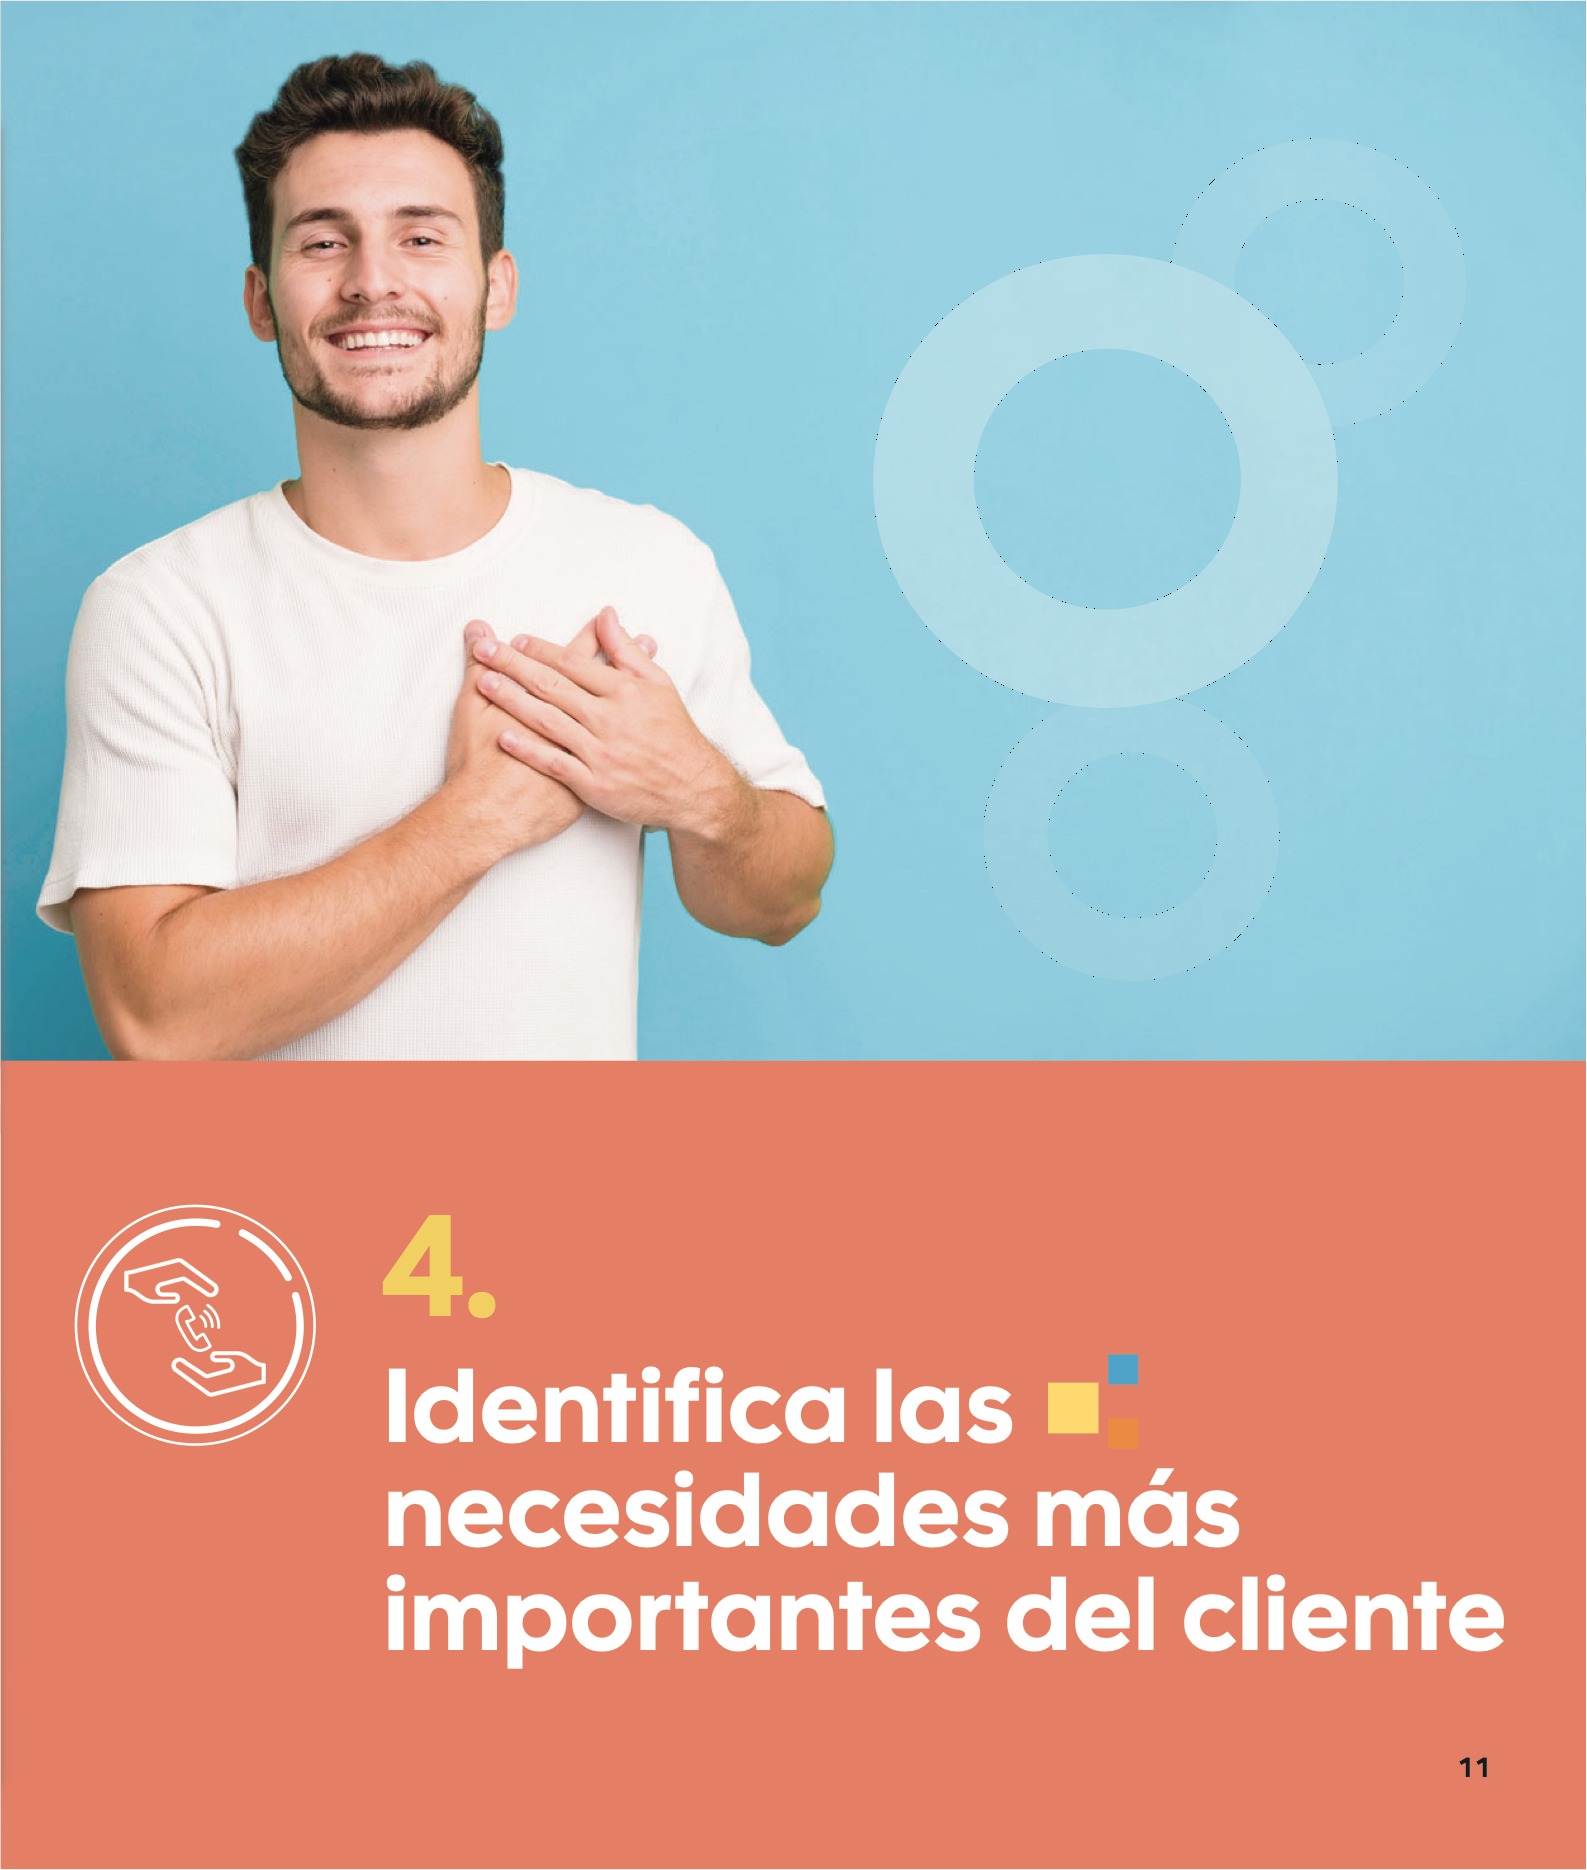 4.
Identifica las
necesidades más
importantes del cliente
11